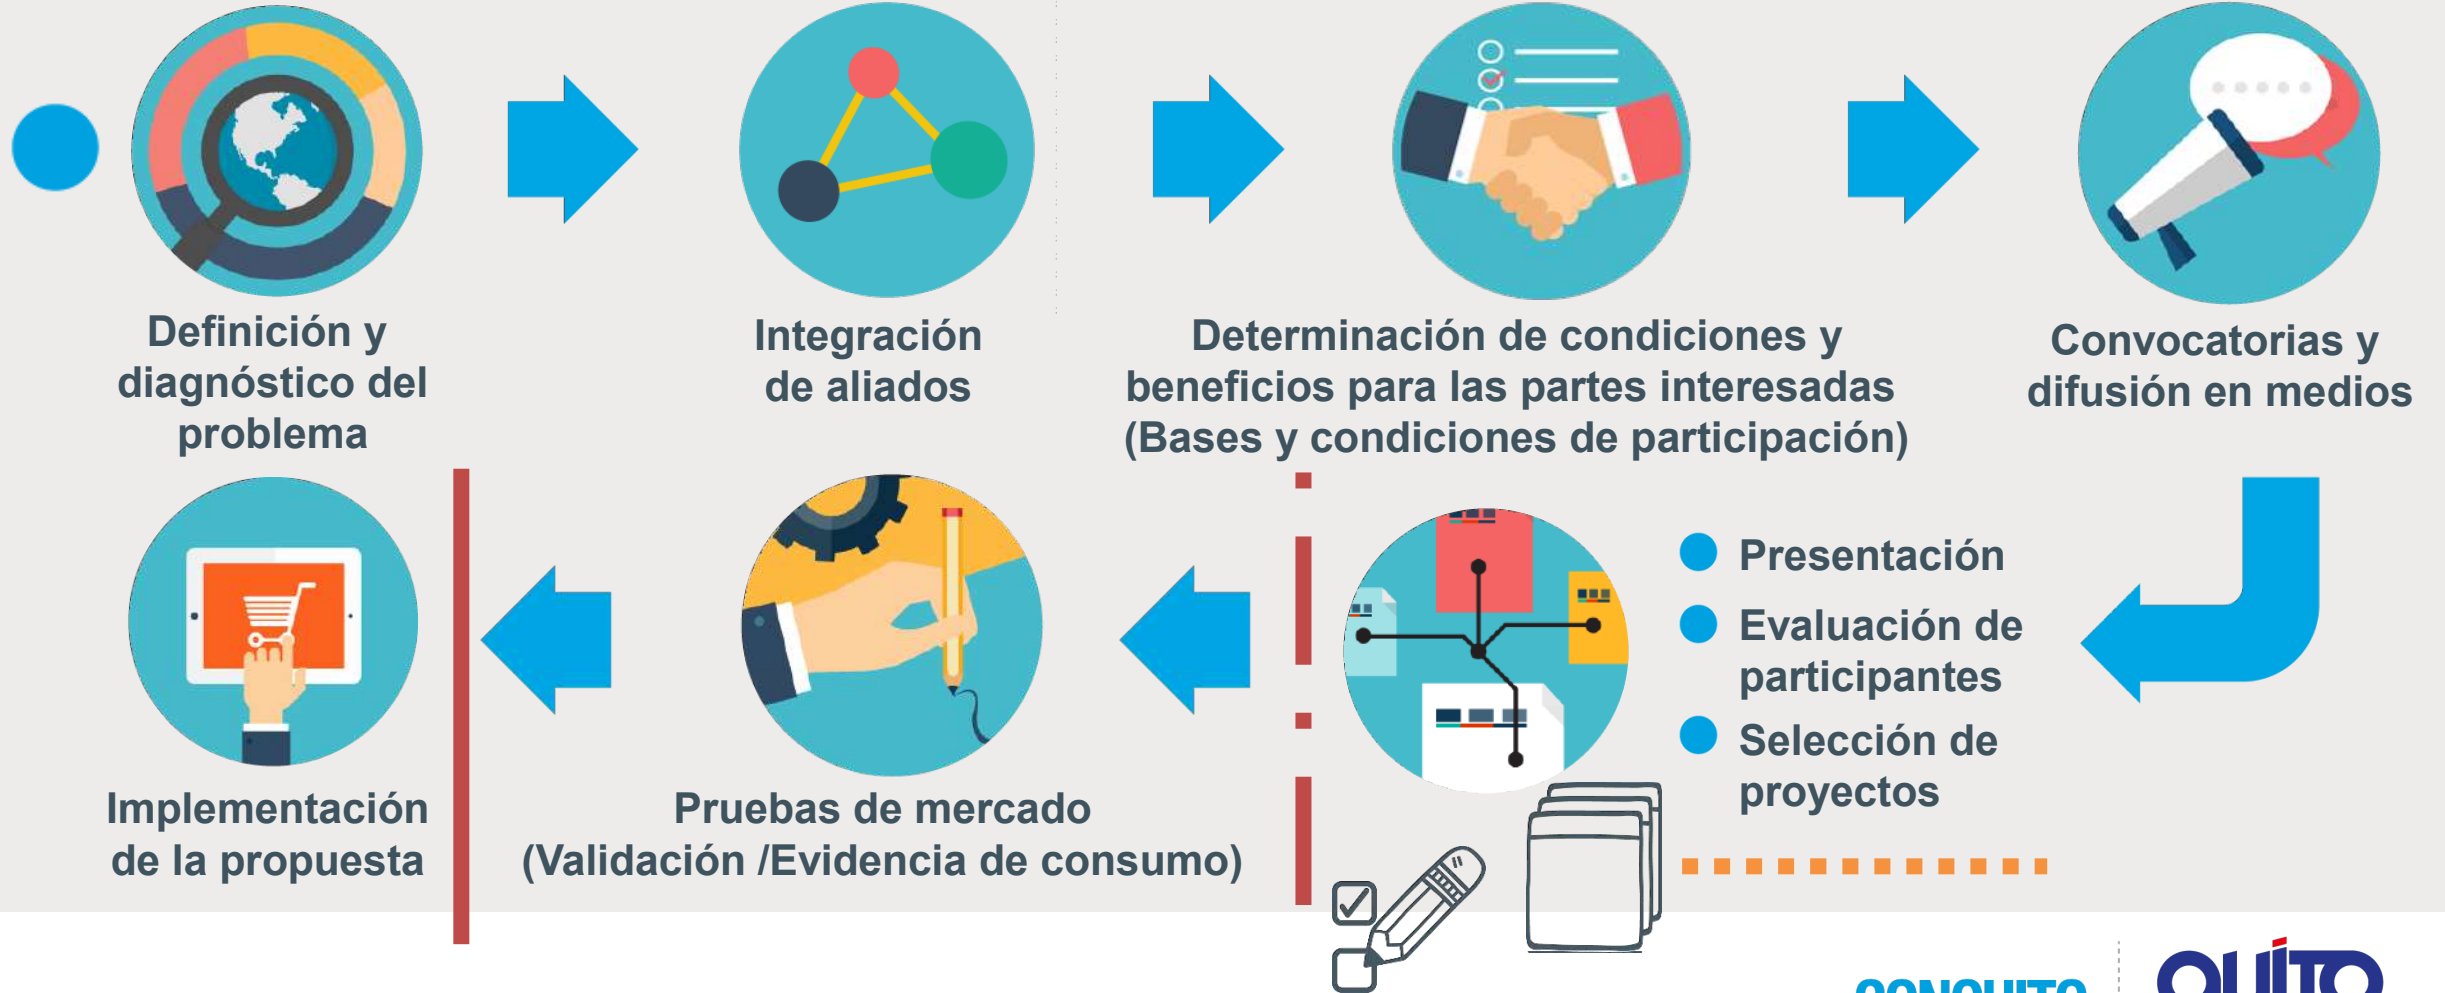 Definición y
diagnóstico del
problema
Integración
de aliados
Determinación de condiciones y
beneficios para las partes interesadas
(Bases y condiciones de participación)
Convocatorias y
difusión en medios
Presentación
Evaluación de
participantes
Selección de
proyectos
Pruebas de mercado
(Validación /Evidencia de consumo)
Implementación
de la propuesta
CONQUITO
QUITO